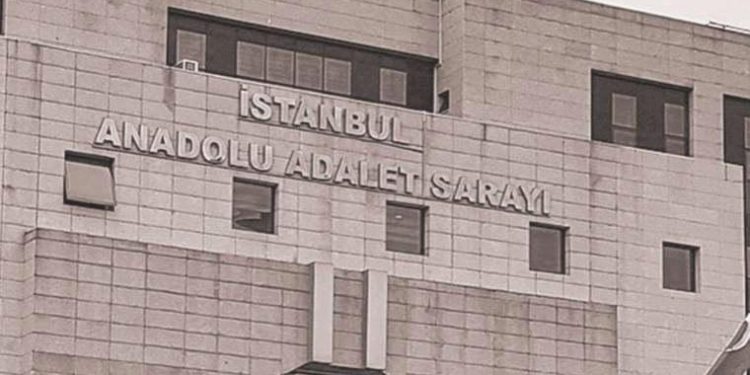 İSTANBUL
ANADOLU ADALET SARAYI